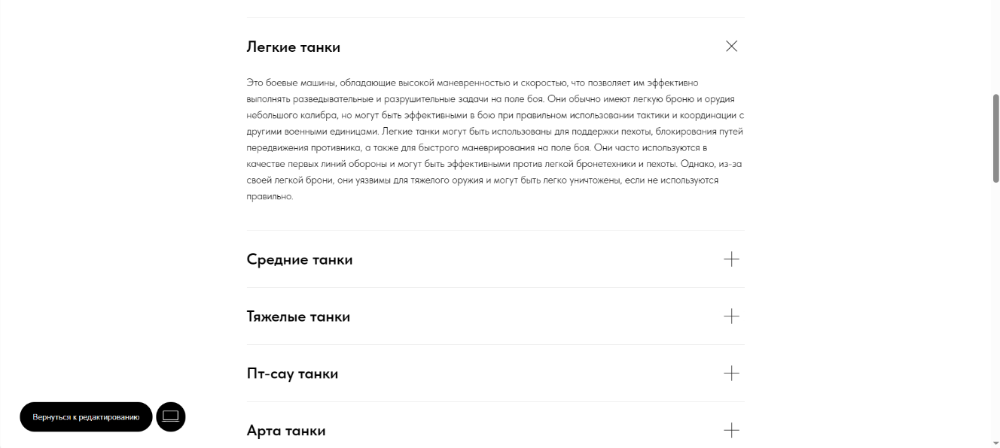 Легкие танки
Это боевые машины, обладающие высокой маневренностью и скоростью, что позволяет им эффективно
выполнять разведывательные и разрушительные задачи на поле боя. Они обычно имеют легкую броню и орудия
небольшого калибра, но могут быть эффективными в бою при правильном использовании тактики и координации с
другими военными единицами. Легкие танки могут быть использованы для поддержки пехоты, блокирования путей
передвижения противника, а также для быстрого маневрирования на поле боя. Они часто используются в
качестве первых линий обороны и могут быть эффективными против легкой бронетехники и пехоты. Однако, из-за
своей легкой брони, они уязвимы для тяжелого оружия и могут быть легко уничтожены, если не используются
правильно.
Средние танки
Тяжелые танки
Пт-сау танки
Вернуться к редактированию
Арта танки